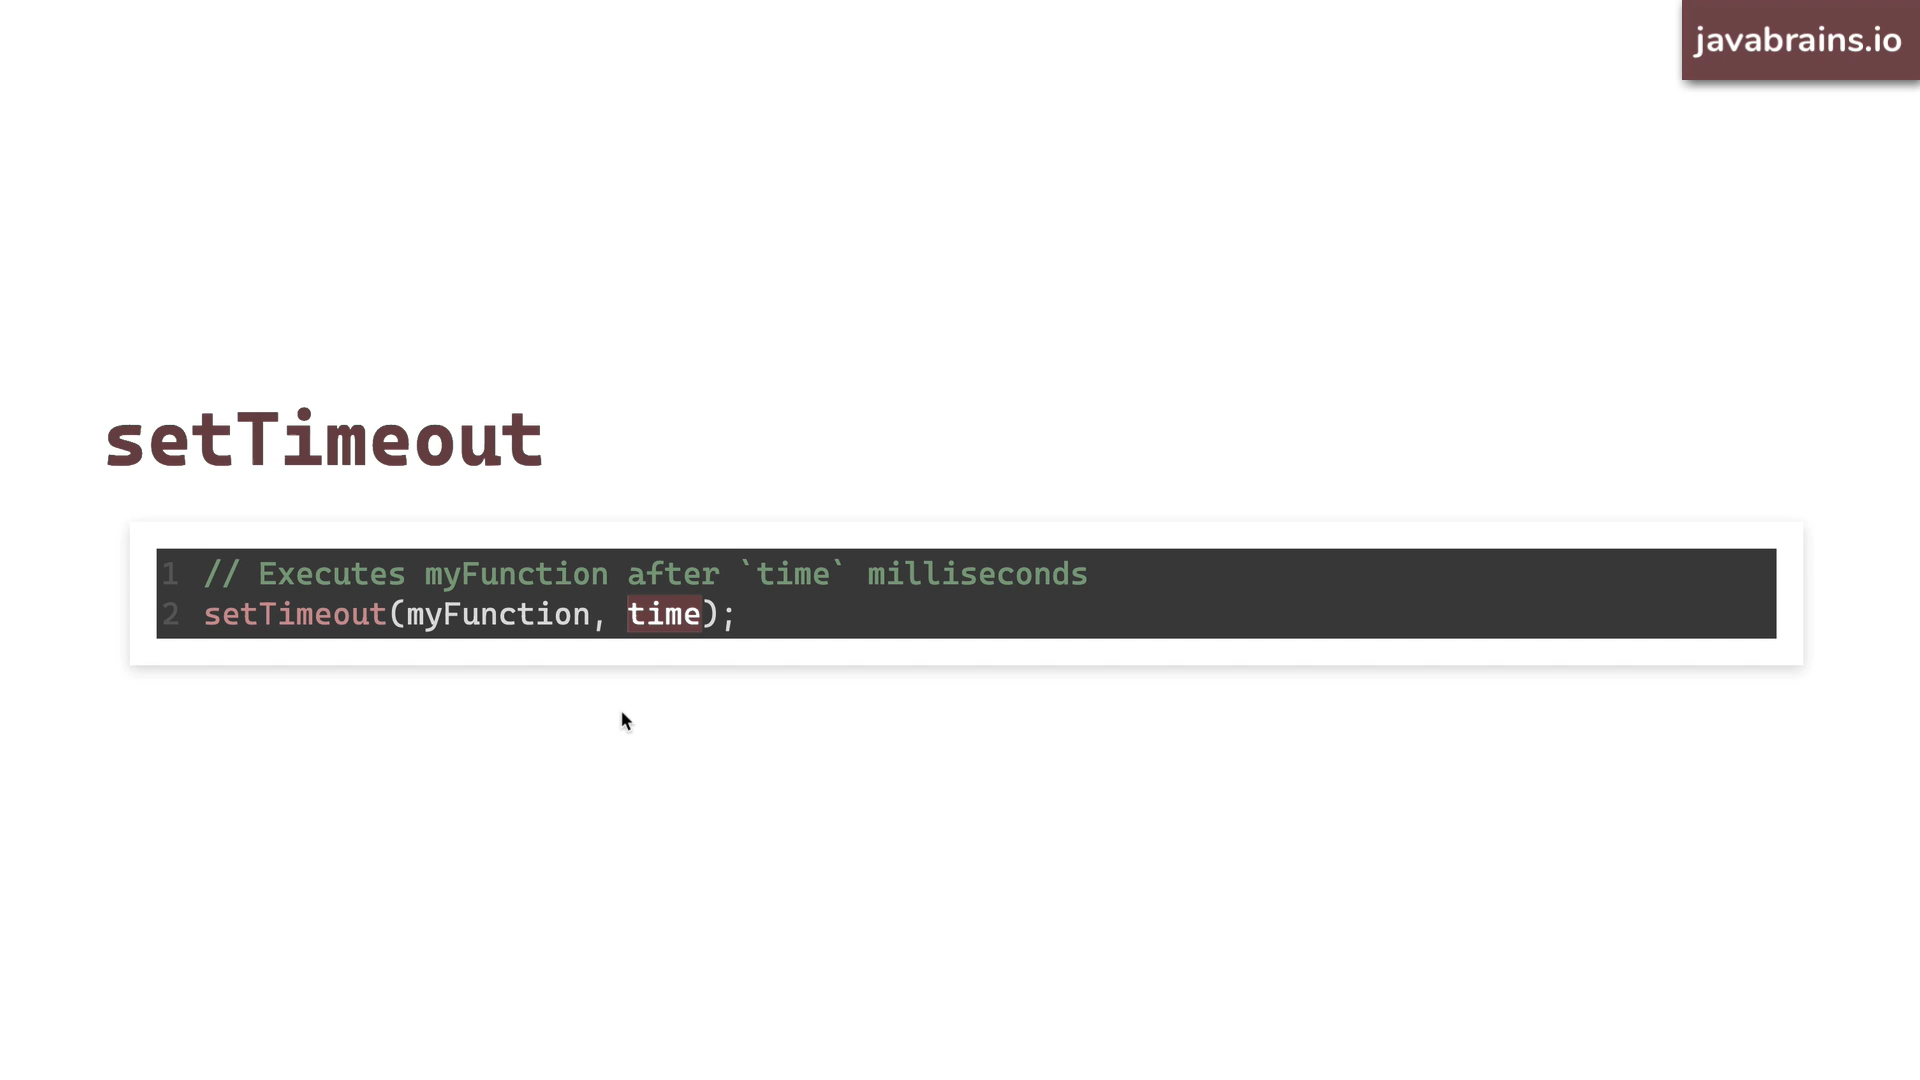 javabrains.io
setTimeout
1 // Executes myFunction after `time` milliseconds
2 setTimeout(myFunction, time);